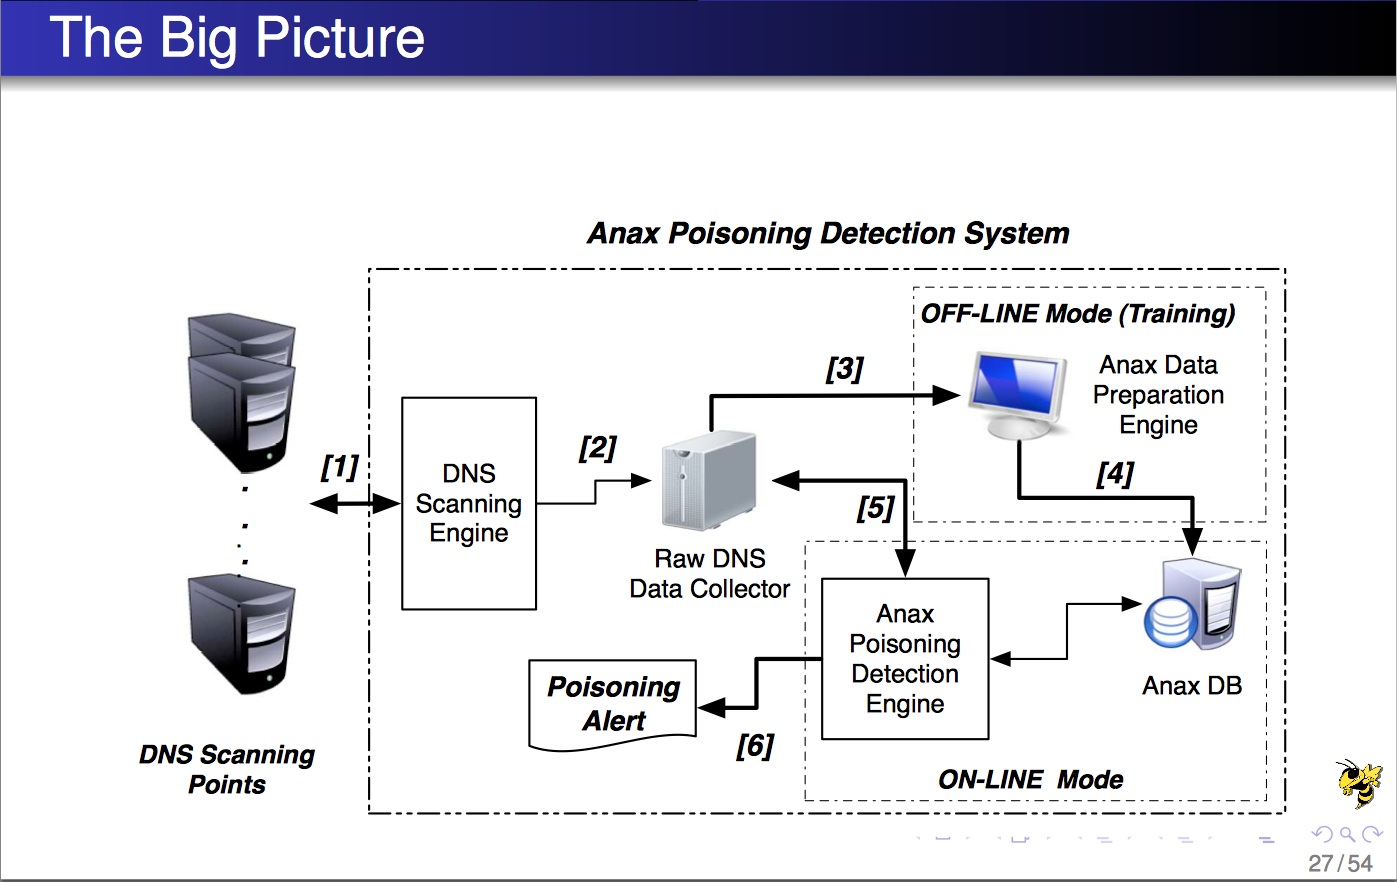 The Big Picture
Anax Poisoning Detection System
OFF-LINE Mode (Training)
[3]
Anax Data
Preparation
Engine
[1]
[2]
DNS
Scanning
Engine
[4]
[5]
Raw DNS
Data Collector
Anax
Poisoning
Detection
Engine
Anax DB
Poisoning
Alert
[6]
DNS Scanning
Points
ON-LINE Mode
27/54